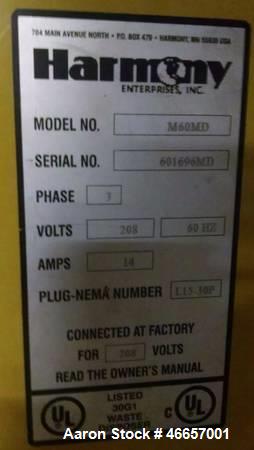 704 MAIN AVENUE NORTH • P.O. BOX 479 • HARMONY, MN 55939 USA
Harmony
ENTERPRISES, INC.
MODEL NO. M60MD
SERIAL NO. 601696MD
PHASE 3
VOLTS 208 60 HZ
AMPS 14
PLUG-NEMA NUMBER L15-30P
CONNECTED AT FACTORY
FOR 208 VOLTS
READ THE OWNER'S MANUAL
UL LISTED C UL
30G1
WASTE
DISPOSER
Aaron Stock # 46657001